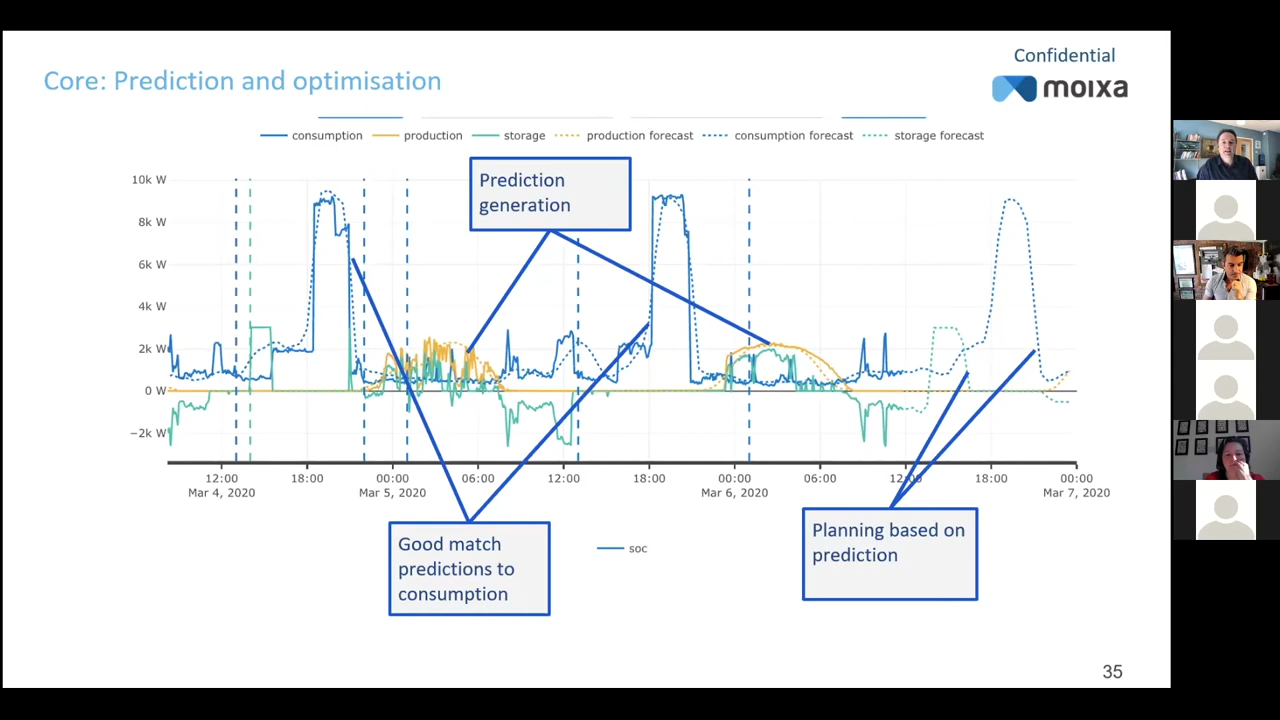 Confidential
Core: Prediction and optimisation
moixa
consumption production storage production forecast consumption forecast storage forecast
Prediction
generation
10k W
8k W
6k W
4k W
2k W
0 W
−2k W
12:00 18:00 00:00 06:00 12:00 18:00 00:00 06:00 12:00 18:00 00:00
Mar 4, 2020 Mar 5, 2020 Mar 6, 2020 Mar 7, 2020
Good match
predictions to
consumption
soc
Planning based on
prediction
35